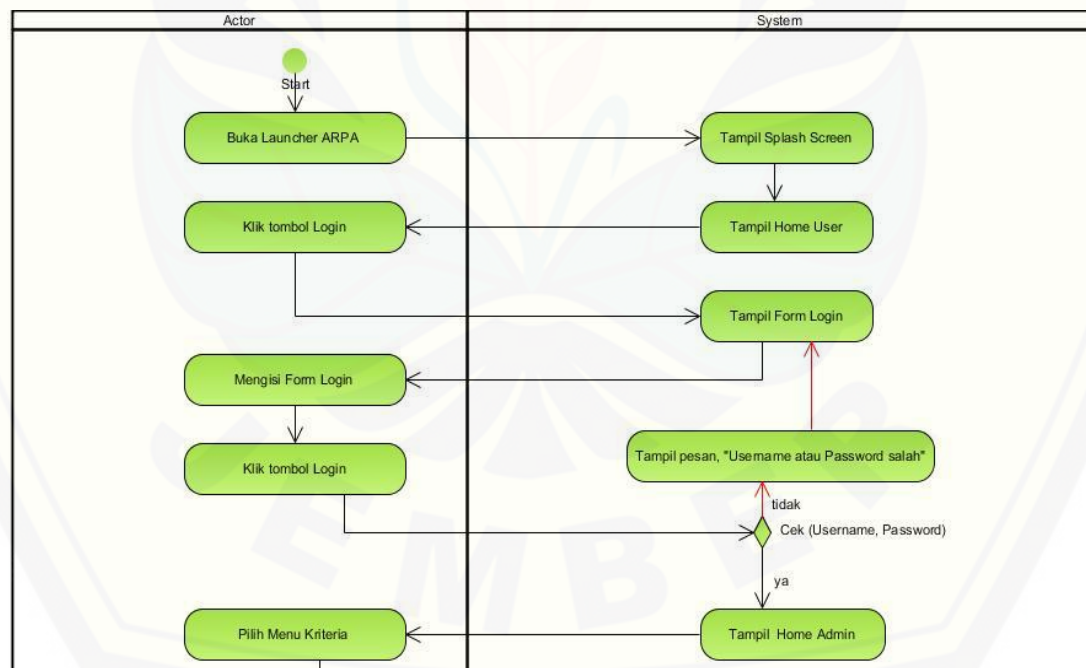 Actor
System
Start
Buka Launcher ARPA
Tampil Splash Screen
Klik tombol Login
Tampil Home User
Tampil Form Login
Mengisi Form Login
Klik tombol Login
Tampil pesan, "Username atau Password salah"
tidak
Cek (Username, Password)
ya
Pilih Menu Kriteria
Tampil Home Admin
JEMBER